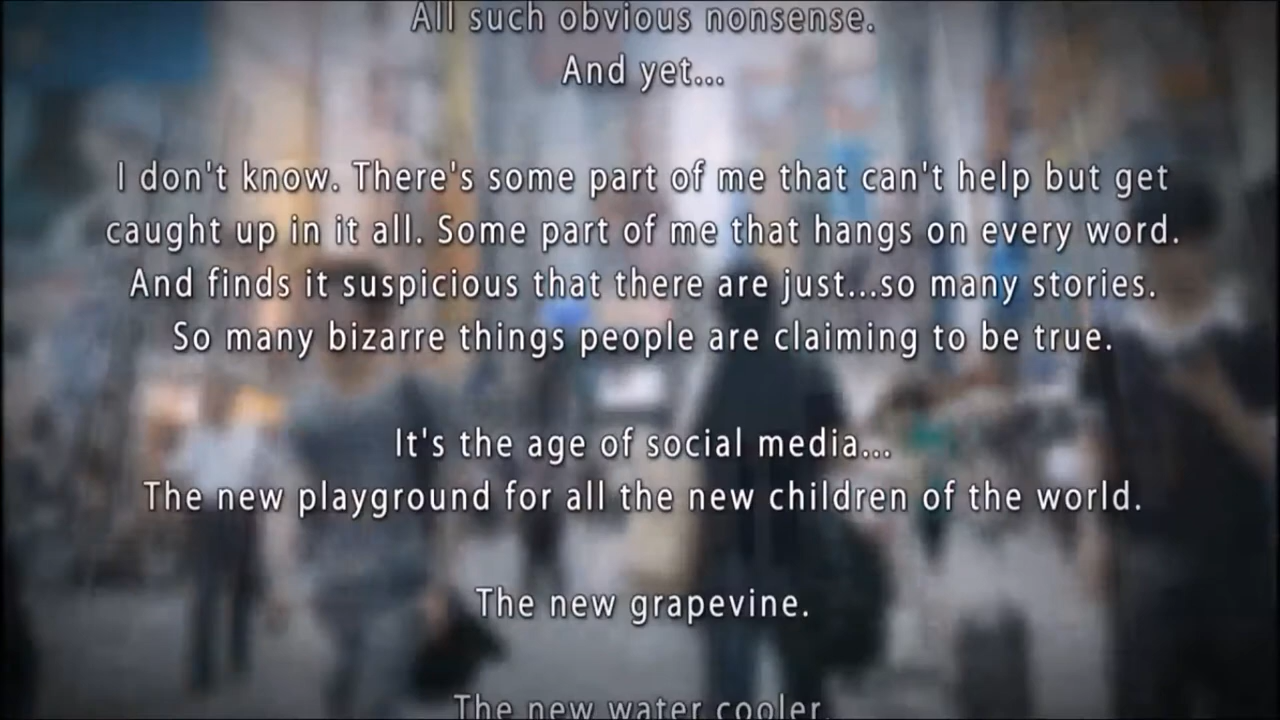 All such obvious nonsense.
And yet...
I don't know. There's some part of me that can't help but get
caught up in it all. Some part of me that hangs on every word.
And finds it suspicious that there are just...so many stories.
So many bizarre things people are claiming to be true.
It's the age of social media...
The new playground for all the new children of the world.
The new grapevine.
The new water cooler.